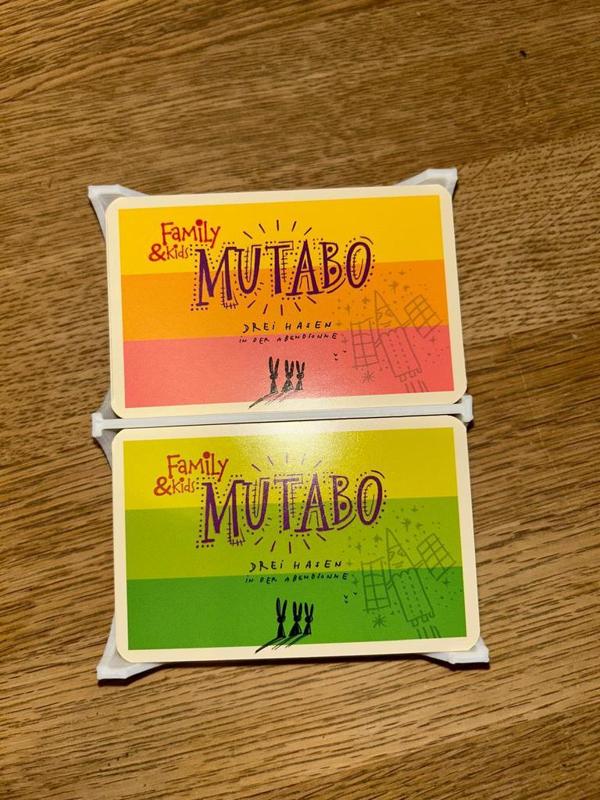 Family
&Kids
MUTABO
DREI HASEN
IN DER ABENDSONNE
Family
&Kids
MUTABO
DREI HASEN
IN DER ABENDSONNE